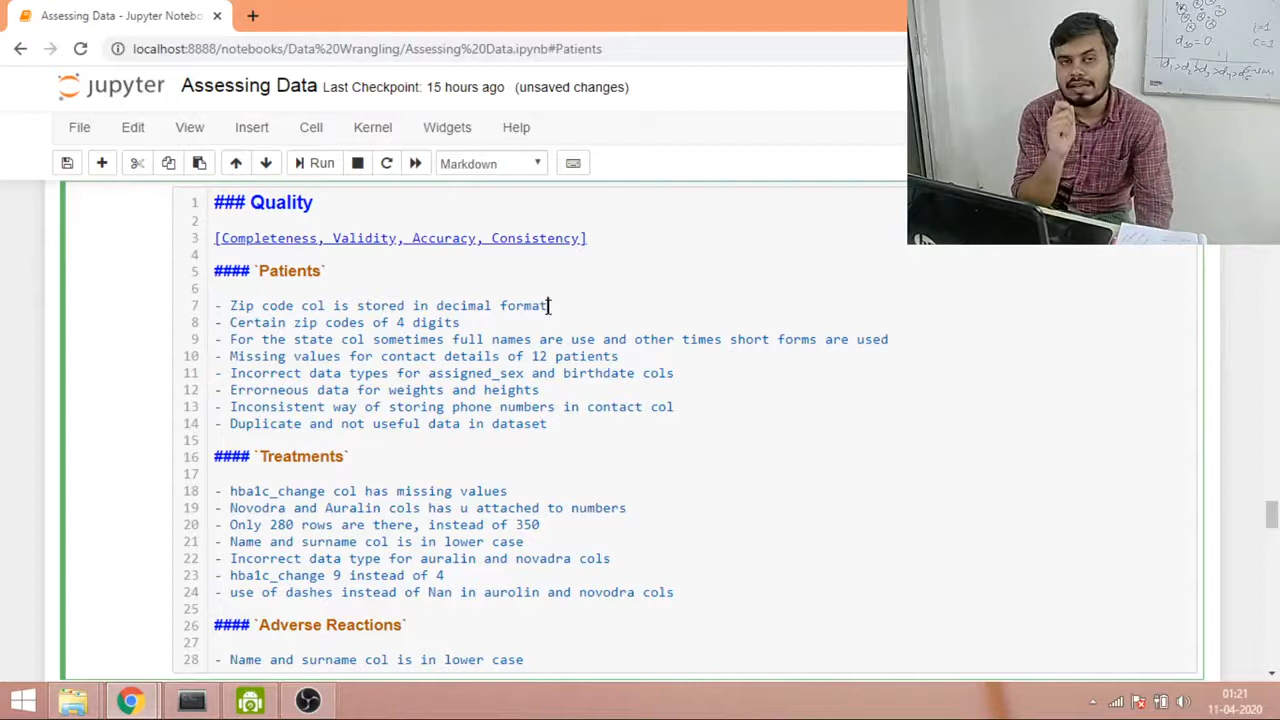 Assessing Data - Jupyter Notebo
localhost:8888/notebooks/Data%20Wrangling/Assessing%20Data.ipynb#Patients
jupyter Assessing Data Last Checkpoint: 15 hours ago (unsaved changes)
File Edit View Insert Cell Kernel Widgets Help
Run Markdown
1 ### Quality
2
3 [Completeness, Validity, Accuracy, Consistency]
4
5 #### `Patients`
6
7 - Zip code col is stored in decimal format
8 - Certain zip codes of 4 digits
9 - For the state col sometimes full names are use and other times short forms are used
10 - Missing values for contact details of 12 patients
11 - Incorrect data types for assigned_sex and birthdate cols
12 - Errorneous data for weights and heights
13 - Inconsistent way of storing phone numbers in contact col
14 - Duplicate and not useful data in dataset
15
16 #### `Treatments`
17
18 - hba1c_change col has missing values
19 - Novodra and Auralin cols has u attached to numbers
20 - Only 280 rows are there, instead of 350
21 - Name and surname col is in lower case
22 - Incorrect data type for auralin and novadra cols
23 - hba1c_change 9 instead of 4
24 - use of dashes instead of Nan in aurolin and novodra cols
25
26 #### `Adverse Reactions`
27
28 - Name and surname col is in lower case
01:21
11-04-2020